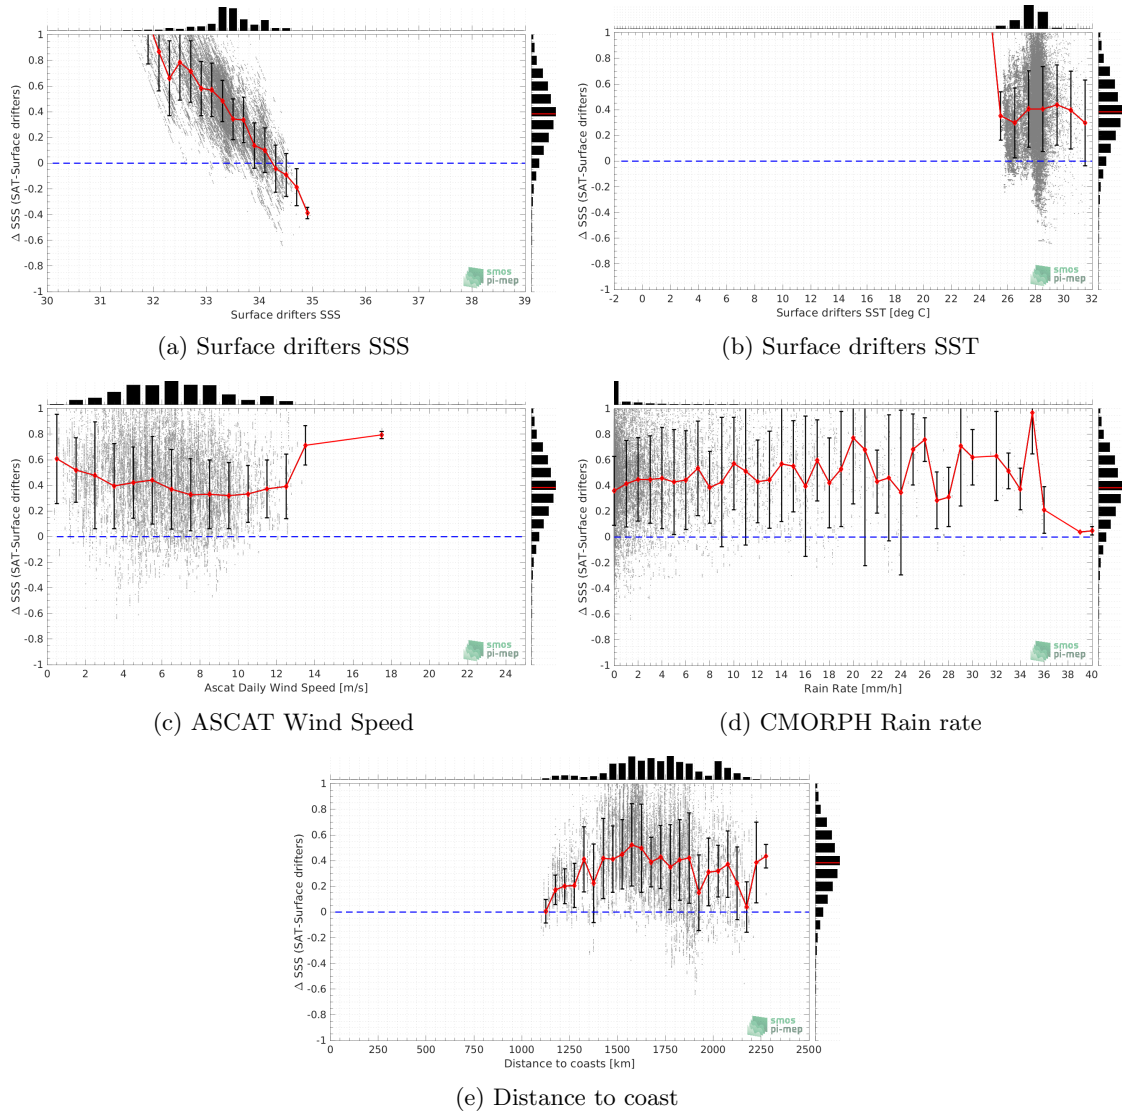 1
0.8
0.6
0.4
0.2
0
-0.2
-0.4
-0.6
-0.8
-1
Δ SSS (SAT-Surface drifters)
30 31 32 33 34 35 36 37 38 39
Surface drifters SSS
smos
pi-mep
(a) Surface drifters SSS
1
0.8
0.6
0.4
0.2
0
-0.2
-0.4
-0.6
-0.8
-1
Δ SSS (SAT-Surface drifters)
-2 0 2 4 6 8 10 12 14 16 18 20 22 24 26 28 30 32
Surface drifters SST [deg C]
smos
pi-mep
(b) Surface drifters SST
1
0.8
0.6
0.4
0.2
0
-0.2
-0.4
-0.6
-0.8
-1
Δ SSS (SAT-Surface drifters)
0 2 4 6 8 10 12 14 16 18 20 22 24
Ascat Daily Wind Speed [m/s]
smos
pi-mep
(c) ASCAT Wind Speed
1
0.8
0.6
0.4
0.2
0
-0.2
-0.4
-0.6
-0.8
-1
Δ SSS (SAT-Surface drifters)
0 2 4 6 8 10 12 14 16 18 20 22 24 26 28 30 32 34 36 38 40
Rain Rate [mm/h]
smos
pi-mep
(d) CMORPH Rain rate
1
0.8
0.6
0.4
0.2
0
-0.2
-0.4
-0.6
-0.8
-1
Δ SSS (SAT-Surface drifters)
0 250 500 750 1000 1250 1500 1750 2000 2250 2500
Distance to coasts [km]
smos
pi-mep
(e) Distance to coast